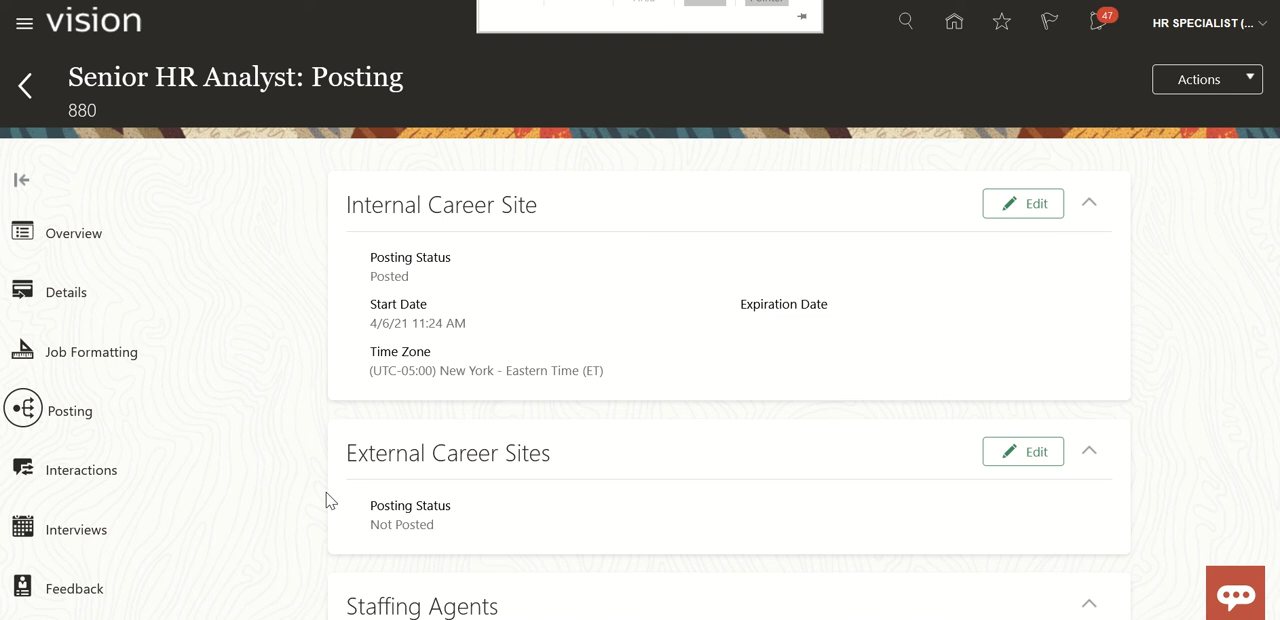 vision
47
HR SPECIALIST (...
Senior HR Analyst: Posting
880
Actions
Overview
Details
Job Formatting
Posting
Interactions
Interviews
Feedback
Internal Career Site
Edit
Posting Status
Posted
Start Date
Expiration Date
4/6/21 11:24 AM
Time Zone
(UTC-05:00) New York - Eastern Time (ET)
External Career Sites
Edit
Posting Status
Not Posted
Staffing Agents